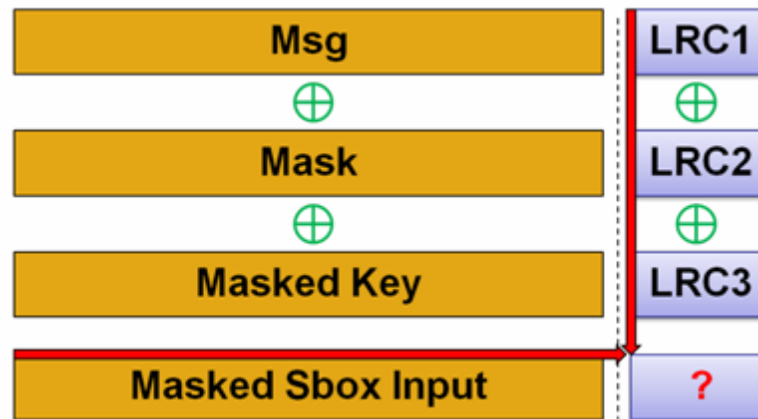 Msg LRC1
⊕ ⊕
Mask LRC2
⊕ ⊕
Masked Key LRC3
Masked Sbox Input ?